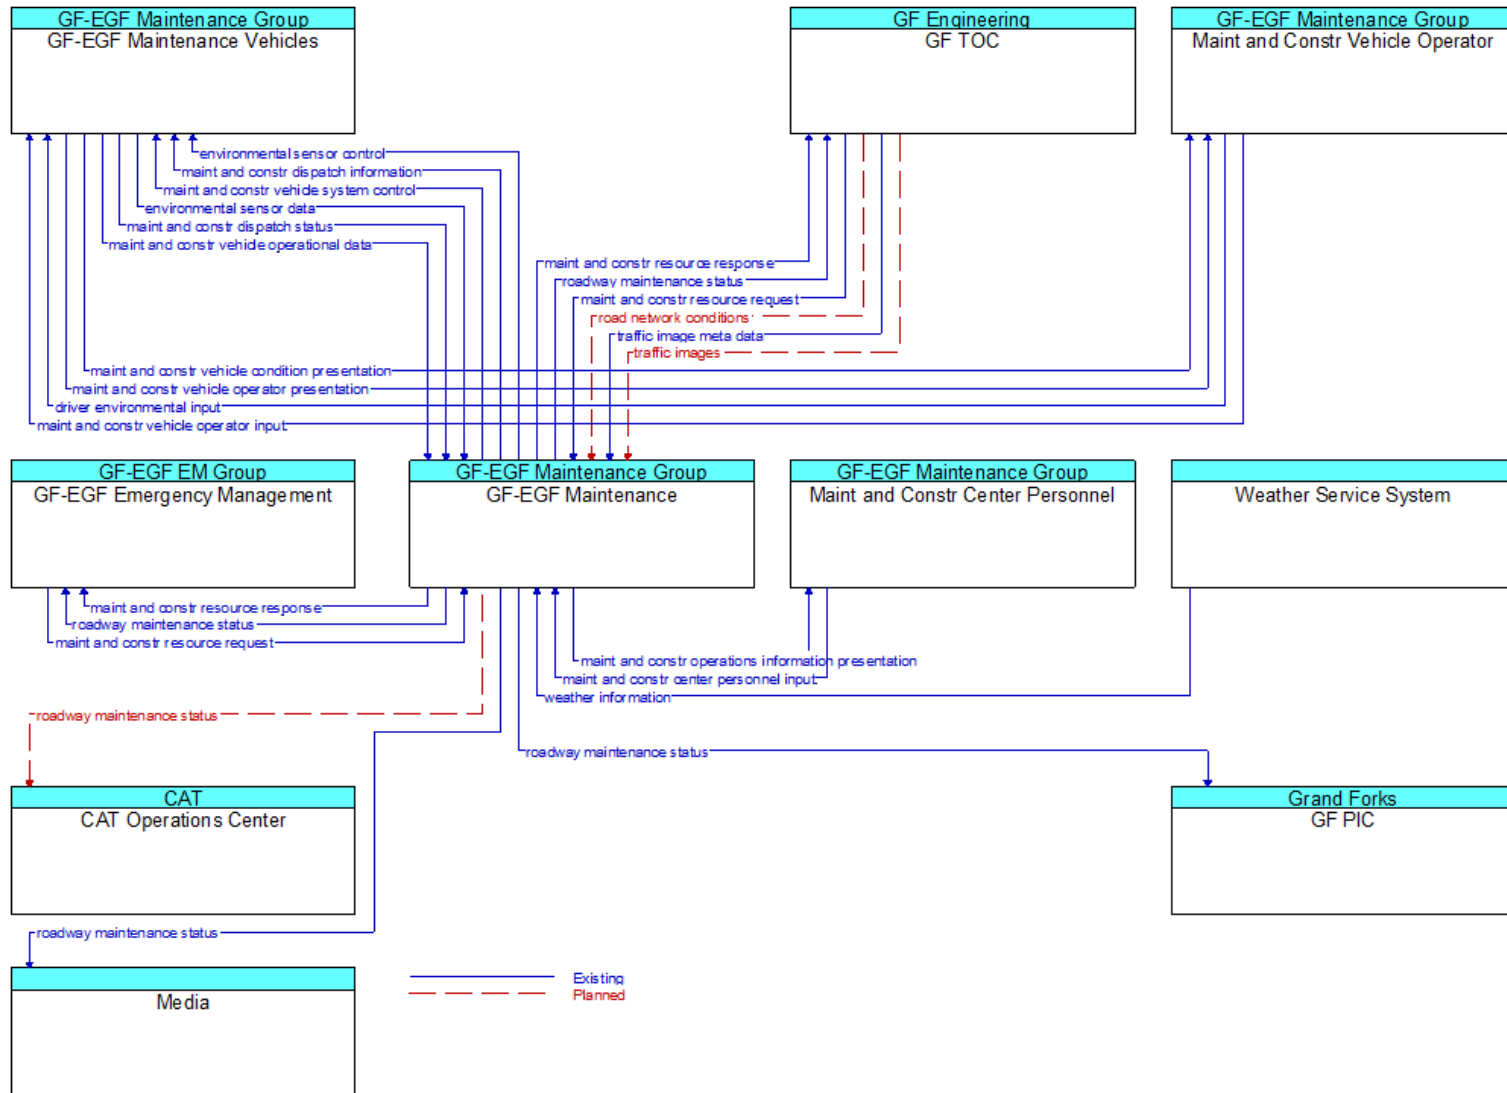 GF-EGF Maintenance Group
GF-EGF Maintenance Vehicles
GF Engineering
GF TOC
GF-EGF Maintenance Group
Maint and Constr Vehicle Operator
environmental sensor control
maint and constr dispatch information
maint and constr vehicle system control
environmental sensor data
maint and constr dispatch status
maint and constr vehicle operational data
maint and constr resource response
roadway maintenance status
maint and constr resource request
road network conditions
traffic image meta data
traffic images
maint and constr vehicle condition presentation
maint and constr vehicle operator presentation
driver environmental input
maint and constr vehicle operator input
GF-EGF EM Group
GF-EGF Emergency Management
GF-EGF Maintenance Group
GF-EGF Maintenance
GF-EGF Maintenance Group
Maint and Constr Center Personnel
Weather Service System
maint and constr resource response
roadway maintenance status
maint and constr resource request
maint and constr operations information presentation
maint and constr center personnel input
weather information
roadway maintenance status
roadway maintenance status
CAT
CAT Operations Center
Grand Forks
GF PIC
roadway maintenance status
Media
Existing
Planned